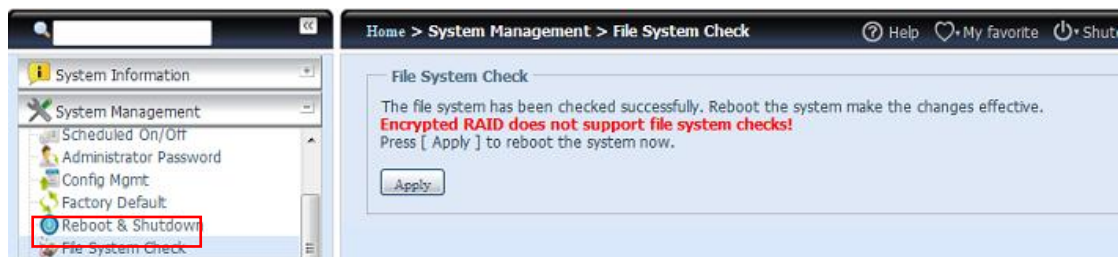 Home > System Management > File System Check
Help
My favorite
Shut
System Information
System Management
Scheduled On/Off
Administrator Password
Config Mgmt
Factory Default
Reboot & Shutdown
File System Check
File System Check
The file system has been checked successfully. Reboot the system make the changes effective.
Encrypted RAID does not support file system checks!
Press [ Apply ] to reboot the system now.
Apply